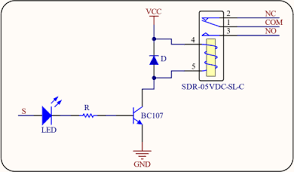 VCC
2
NC
1
COM
3
NO
4
D
5
SDR-05VDC-SL-C
S
R
BC107
LED
GND